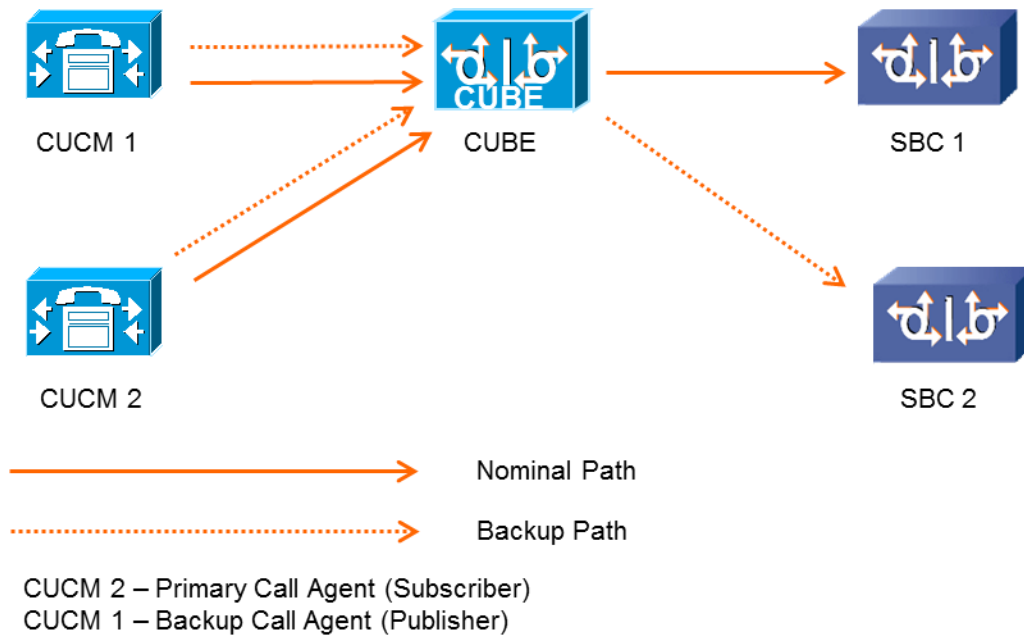 CUBE
CUCM 1
CUBE
SBC 1
CUCM 2
SBC 2
Nominal Path
Backup Path
CUCM 2 – Primary Call Agent (Subscriber)
CUCM 1 – Backup Call Agent (Publisher)